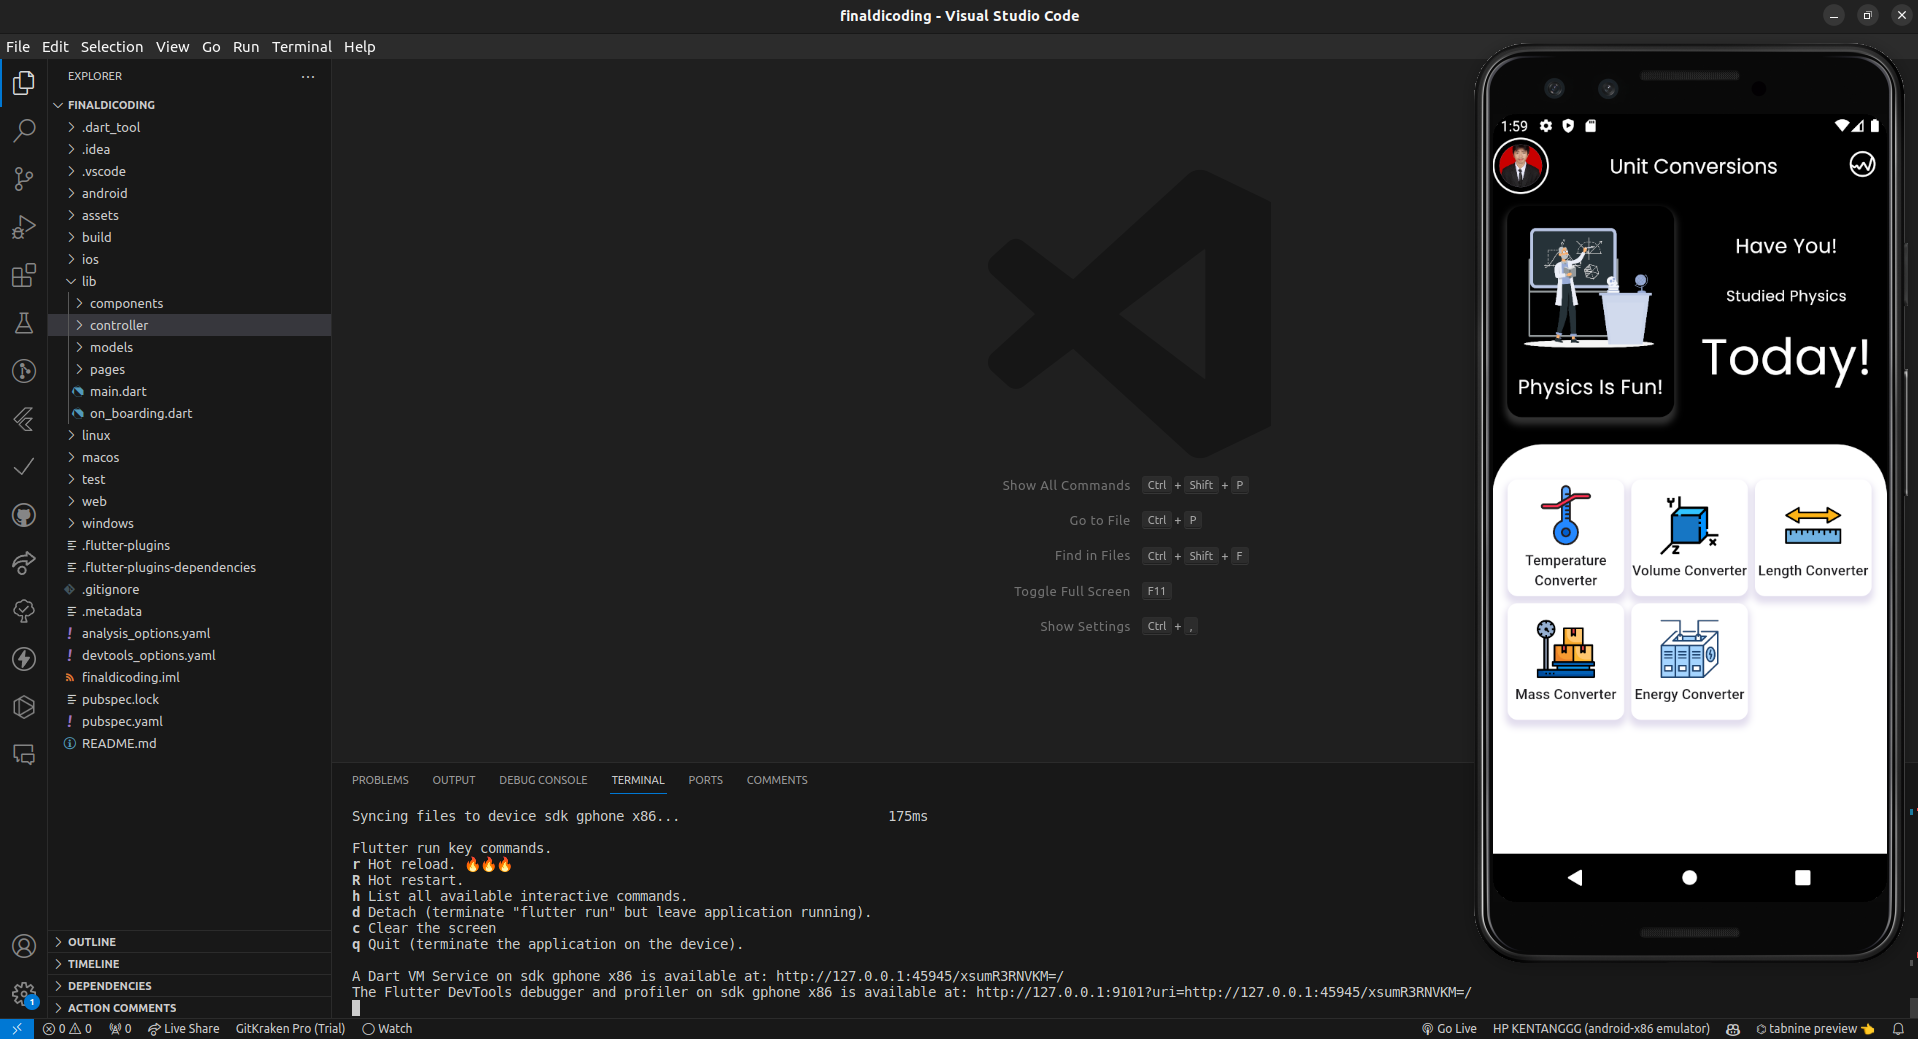 finaldicoding - Visual Studio Code
File Edit Selection View Go Run Terminal Help
EXPLORER
FINALDICODING
.dart_tool
.idea
.vscode
android
assets
build
ios
lib
components
controller
models
pages
main.dart
on_boarding.dart
linux
macos
test
web
windows
.flutter-plugins
.flutter-plugins-dependencies
.gitignore
.metadata
analysis_options.yaml
devtools_options.yaml
finaldicoding.iml
pubspec.lock
pubspec.yaml
README.md
OUTLINE
TIMELINE
DEPENDENCIES
ACTION COMMENTS
Show All Commands Ctrl + Shift + P
Go to File Ctrl + P
Find in Files Ctrl + Shift + F
Toggle Full Screen F11
Show Settings Ctrl + ,
PROBLEMS OUTPUT DEBUG CONSOLE TERMINAL PORTS COMMENTS
Syncing files to device sdk gphone x86... 175ms
Flutter run key commands.
r Hot reload. 🔥🔥🔥
R Hot restart.
h List all available interactive commands.
d Detach (terminate "flutter run" but leave application running).
c Clear the screen
q Quit (terminate the application on the device).
A Dart VM Service on sdk gphone x86 is available at: http://127.0.0.1:45945/xsumR3RNVKM=/
The Flutter DevTools debugger and profiler on sdk gphone x86 is available at: http://127.0.0.1:9101?uri=http://127.0.0.1:45945/xsumR3RNVKM=/
1:59
Unit Conversions
Physics Is Fun!
Have You!
Studied Physics
Today!
Temperature
Converter
Y
X
Z
Volume Converter
Length Converter
Mass Converter
Energy Converter
1
0 0 0 Live Share GitKraken Pro (Trial) Watch
Go Live HP KENTANGGG (android-x86 emulator) tabnine preview 👈